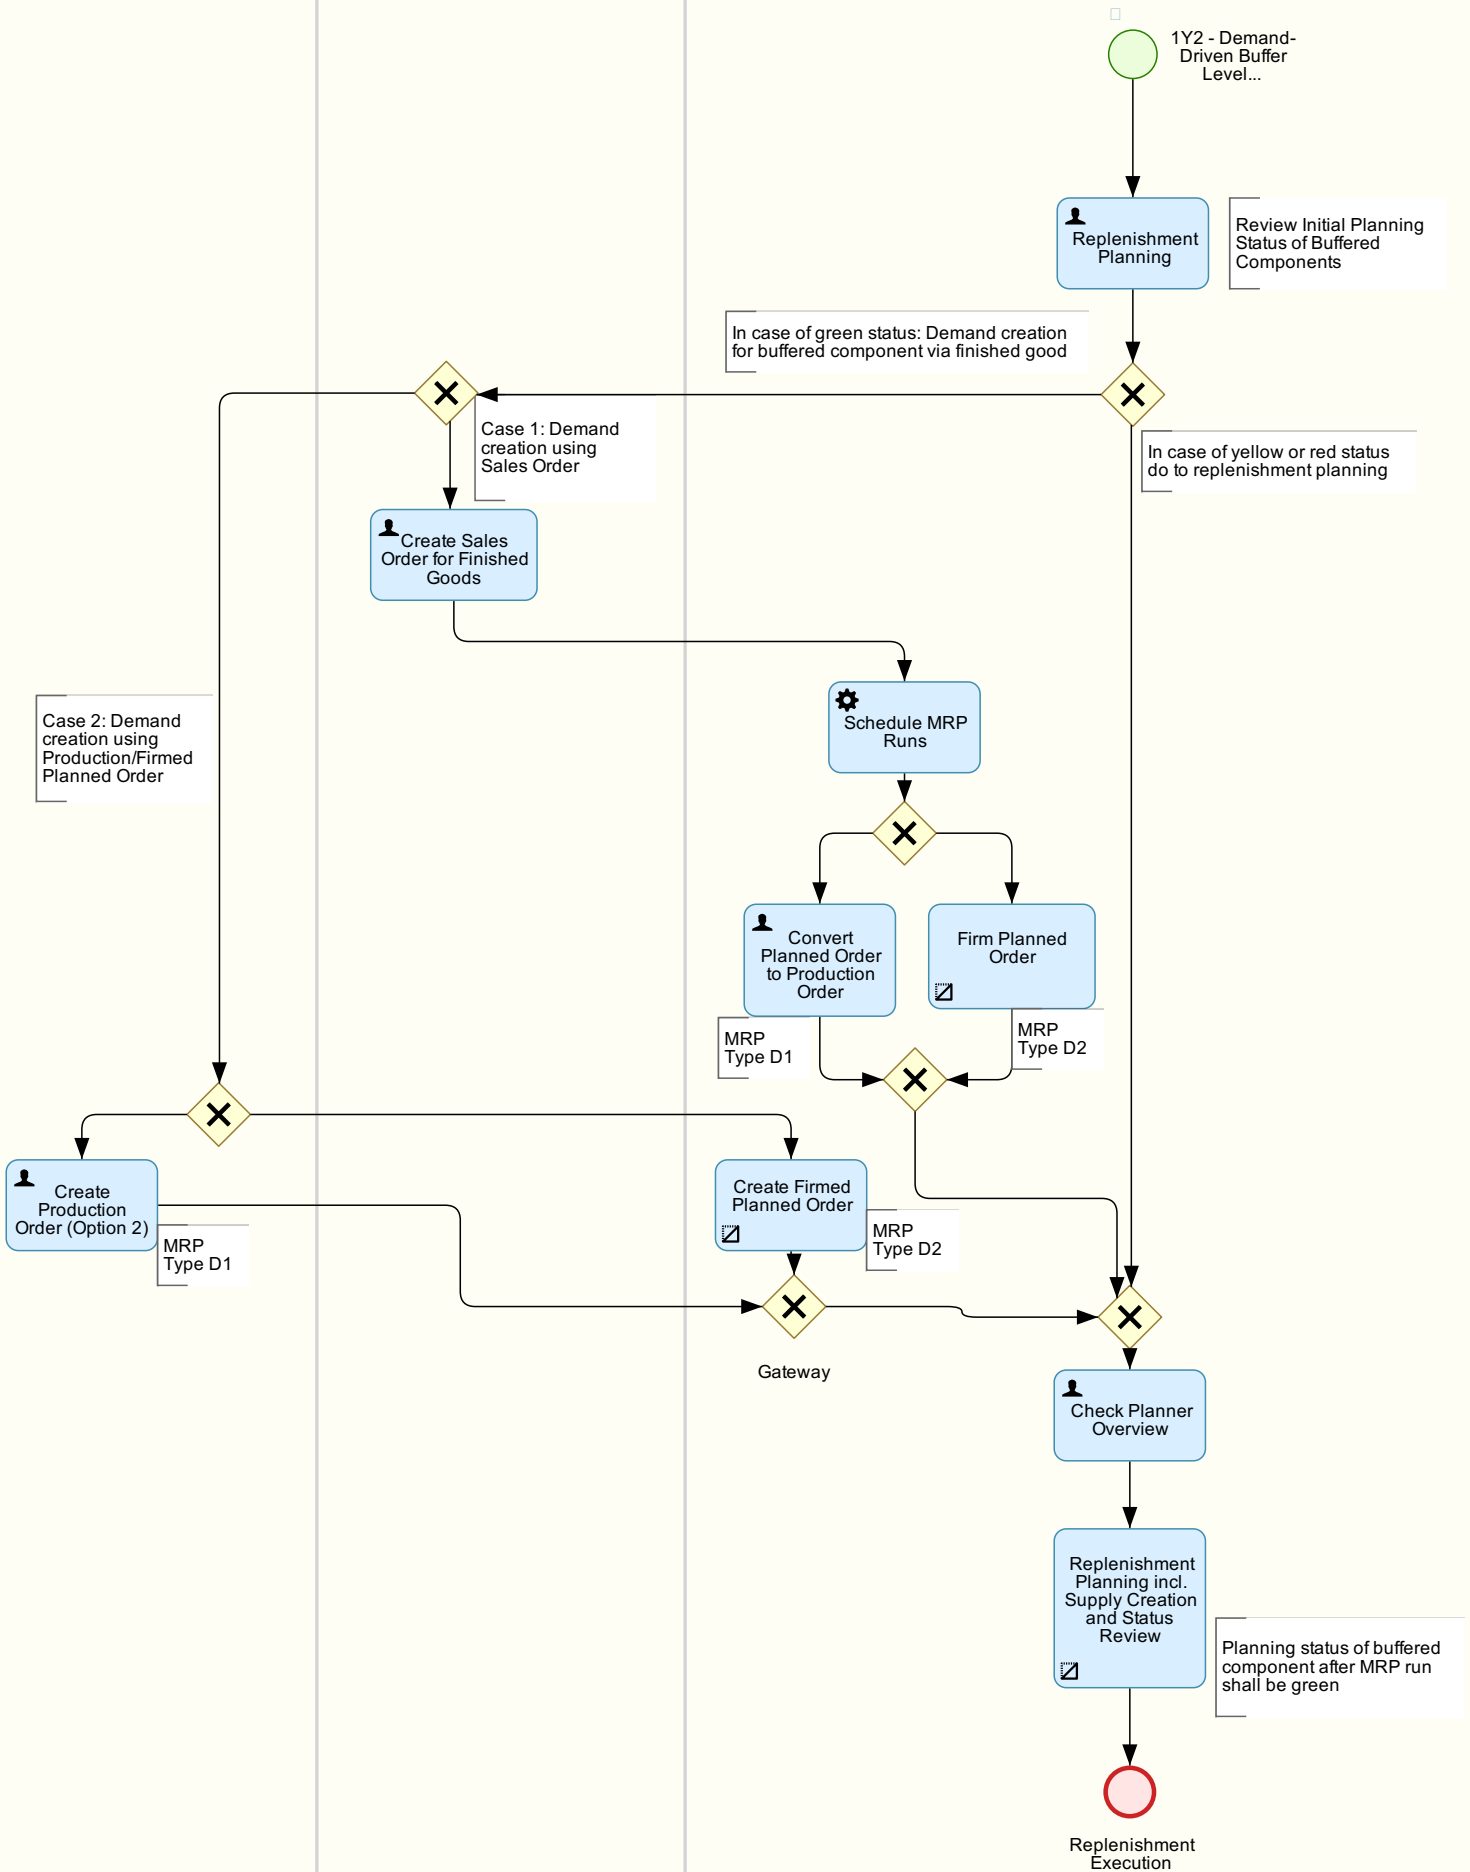 1Y2 - Demand-
Driven Buffer
Level...
Replenishment
Planning
Review Initial Planning
Status of Buffered
Components
In case of green status: Demand creation
for buffered component via finished good
Case 1: Demand
creation using
Sales Order
In case of yellow or red status
do to replenishment planning
Create Sales
Order for Finished
Goods
Case 2: Demand
creation using
Production/Firmed
Planned Order
Schedule MRP
Runs
Convert
Planned Order
to Production
Order
Firm Planned
Order
MRP
Type D1
MRP
Type D2
Create
Production
Order (Option 2)
MRP
Type D1
Create Firmed
Planned Order
MRP
Type D2
Gateway
Check Planner
Overview
Replenishment
Planning incl.
Supply Creation
and Status
Review
Planning status of buffered
component after MRP run
shall be green
Replenishment
Execution